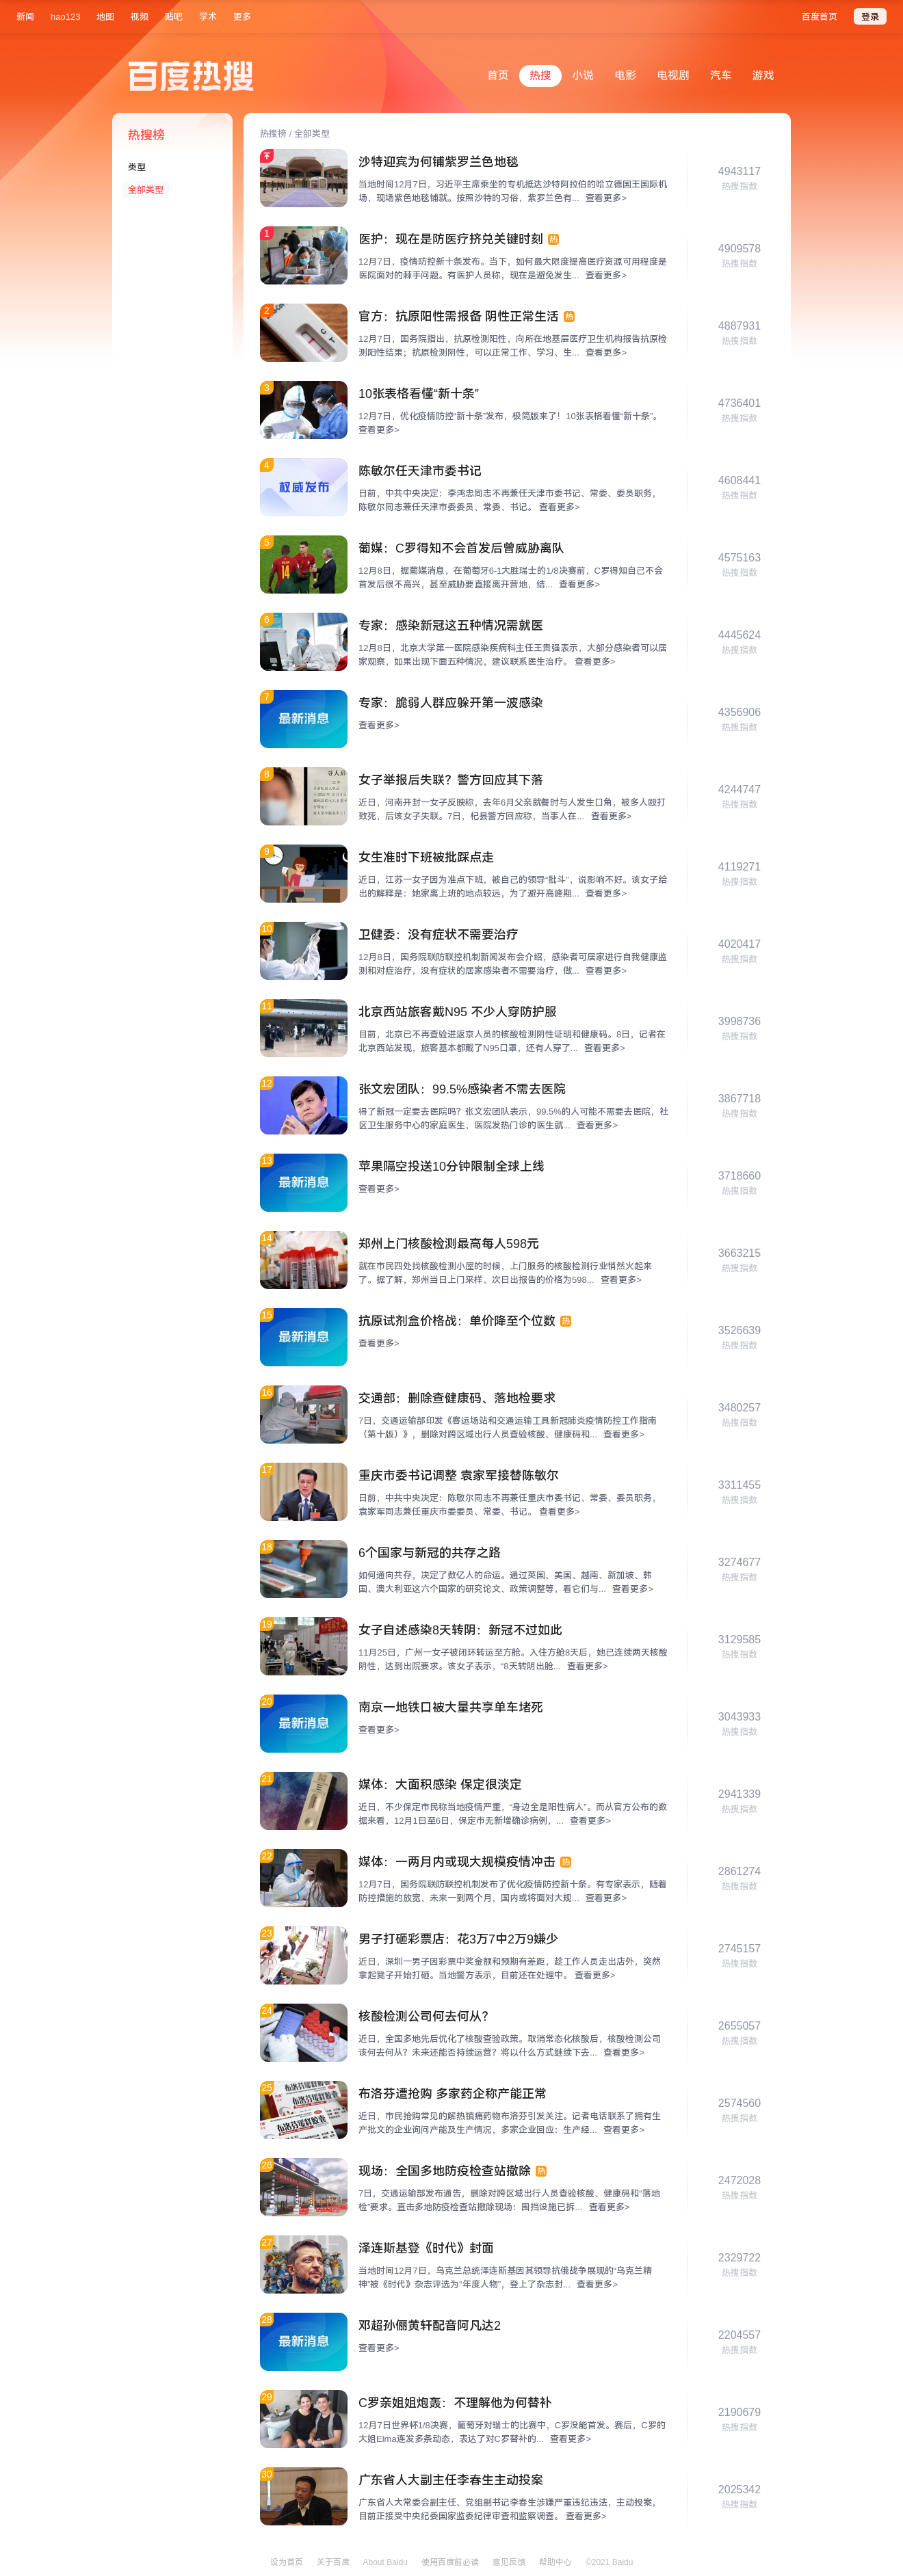 新闻 hao123 地图 视频 贴吧 学术 更多 百度首页 登录
百度热搜
首页 热搜 小说 电影 电视剧 汽车 游戏
热搜榜
类型
全部类型
热搜榜 / 全部类型
沙特迎宾为何铺紫罗兰色地毯
当地时间12月7日，习近平主席乘坐的专机抵达沙特阿拉伯的哈立德国王国际机
场，现场紫色地毯铺就。按照沙特的习俗，紫罗兰色有... 查看更多>
4943117
热搜指数
1
医护：现在是防医疗挤兑关键时刻 热
12月7日，疫情防控新十条发布。当下，如何最大限度提高医疗资源可用程度是
医院面对的棘手问题。有医护人员称，现在是避免发生... 查看更多>
4909578
热搜指数
2
官方：抗原阳性需报备 阴性正常生活 热
12月7日，国务院指出，抗原检测阳性，向所在地基层医疗卫生机构报告抗原检
测阳性结果；抗原检测阴性，可以正常工作、学习、生... 查看更多>
4887931
热搜指数
3
10张表格看懂“新十条”
12月7日，优化疫情防控“新十条”发布，极简版来了！10张表格看懂“新十条”。
查看更多>
4736401
热搜指数
4
权威发布
陈敏尔任天津市委书记
日前，中共中央决定：李鸿忠同志不再兼任天津市委书记、常委、委员职务，
陈敏尔同志兼任天津市委委员、常委、书记。 查看更多>
4608441
热搜指数
5
葡媒：C罗得知不会首发后曾威胁离队
12月8日，据葡媒消息，在葡萄牙6-1大胜瑞士的1/8决赛前，C罗得知自己不会
首发后很不高兴，甚至威胁要直接离开营地，结... 查看更多>
4575163
热搜指数
6
专家：感染新冠这五种情况需就医
12月8日，北京大学第一医院感染疾病科主任王贵强表示，大部分感染者可以居
家观察，如果出现下面五种情况，建议联系医生治疗。 查看更多>
4445624
热搜指数
7
最新消息
专家：脆弱人群应躲开第一波感染
查看更多>
4356906
热搜指数
8
女子举报后失联？警方回应其下落
近日，河南开封一女子反映称，去年6月父亲就餐时与人发生口角，被多人殴打
致死，后该女子失联。7日，杞县警方回应称，当事人在... 查看更多>
4244747
热搜指数
9
女生准时下班被批踩点走
近日，江苏一女子因为准点下班，被自己的领导“批斗”，说影响不好。该女子给
出的解释是：她家离上班的地点较远，为了避开高峰期... 查看更多>
4119271
热搜指数
10
卫健委：没有症状不需要治疗
12月8日，国务院联防联控机制新闻发布会介绍，感染者可居家进行自我健康监
测和对症治疗，没有症状的居家感染者不需要治疗，做... 查看更多>
4020417
热搜指数
11
北京西站旅客戴N95 不少人穿防护服
目前，北京已不再查验进返京人员的核酸检测阴性证明和健康码。8日，记者在
北京西站发现，旅客基本都戴了N95口罩，还有人穿了... 查看更多>
3998736
热搜指数
12
张文宏团队：99.5%感染者不需去医院
得了新冠一定要去医院吗？张文宏团队表示，99.5%的人可能不需要去医院，社
区卫生服务中心的家庭医生，医院发热门诊的医生就... 查看更多>
3867718
热搜指数
13
最新消息
苹果隔空投送10分钟限制全球上线
查看更多>
3718660
热搜指数
14
郑州上门核酸检测最高每人598元
就在市民四处找核酸检测小屋的时候，上门服务的核酸检测行业悄然火起来
了。据了解，郑州当日上门采样、次日出报告的价格为598... 查看更多>
3663215
热搜指数
15
最新消息
抗原试剂盒价格战：单价降至个位数 热
查看更多>
3526639
热搜指数
16
交通部：删除查健康码、落地检要求
7日，交通运输部印发《客运场站和交通运输工具新冠肺炎疫情防控工作指南
（第十版）》，删除对跨区域出行人员查验核酸、健康码和... 查看更多>
3480257
热搜指数
17
重庆市委书记调整 袁家军接替陈敏尔
日前，中共中央决定：陈敏尔同志不再兼任重庆市委书记、常委、委员职务，
袁家军同志兼任重庆市委委员、常委、书记。 查看更多>
3311455
热搜指数
18
6个国家与新冠的共存之路
如何通向共存，决定了数亿人的命运。通过英国、美国、越南、新加坡、韩
国、澳大利亚这六个国家的研究论文、政策调整等，看它们与... 查看更多>
3274677
热搜指数
19
女子自述感染8天转阴：新冠不过如此
11月25日，广州一女子被闭环转运至方舱。入住方舱8天后，她已连续两天核酸
阴性，达到出院要求。该女子表示，“8天转阴出舱... 查看更多>
3129585
热搜指数
20
最新消息
南京一地铁口被大量共享单车堵死
查看更多>
3043933
热搜指数
21
媒体：大面积感染 保定很淡定
近日，不少保定市民称当地疫情严重，“身边全是阳性病人”。而从官方公布的数
据来看，12月1日至6日，保定市无新增确诊病例，... 查看更多>
2941339
热搜指数
22
媒体：一两月内或现大规模疫情冲击 热
12月7日，国务院联防联控机制发布了优化疫情防控新十条。有专家表示，随着
防控措施的放宽，未来一到两个月，国内或将面对大规... 查看更多>
2861274
热搜指数
23
男子打砸彩票店：花3万7中2万9嫌少
近日，深圳一男子因彩票中奖金额和预期有差距，趁工作人员走出店外，突然
拿起凳子开始打砸。当地警方表示，目前还在处理中。 查看更多>
2745157
热搜指数
24
核酸检测公司何去何从？
近日，全国多地先后优化了核酸查验政策。取消常态化核酸后，核酸检测公司
该何去何从？未来还能否持续运营？将以什么方式继续下去... 查看更多>
2655057
热搜指数
25
布洛芬遭抢购 多家药企称产能正常
近日，市民抢购常见的解热镇痛药物布洛芬引发关注。记者电话联系了拥有生
产批文的企业询问产能及生产情况，多家企业回应：生产经... 查看更多>
2574560
热搜指数
26
现场：全国多地防疫检查站撤除 热
7日，交通运输部发布通告，删除对跨区域出行人员查验核酸、健康码和“落地
检”要求。直击多地防疫检查站撤除现场：围挡设施已拆... 查看更多>
2472028
热搜指数
27
泽连斯基登《时代》封面
当地时间12月7日，乌克兰总统泽连斯基因其领导抗俄战争展现的“乌克兰精
神”被《时代》杂志评选为“年度人物”，登上了杂志封... 查看更多>
2329722
热搜指数
28
最新消息
邓超孙俪黄轩配音阿凡达2
查看更多>
2204557
热搜指数
29
C罗亲姐姐炮轰：不理解他为何替补
12月7日世界杯1/8决赛，葡萄牙对瑞士的比赛中，C罗没能首发。赛后，C罗的
大姐Elma连发多条动态，表达了对C罗替补的... 查看更多>
2190679
热搜指数
30
广东省人大副主任李春生主动投案
广东省人大常委会副主任、党组副书记李春生涉嫌严重违纪违法，主动投案，
目前正接受中央纪委国家监委纪律审查和监察调查。 查看更多>
2025342
热搜指数
设为首页 关于百度 About Baidu 使用百度前必读 意见反馈 帮助中心 ©2021 Baidu